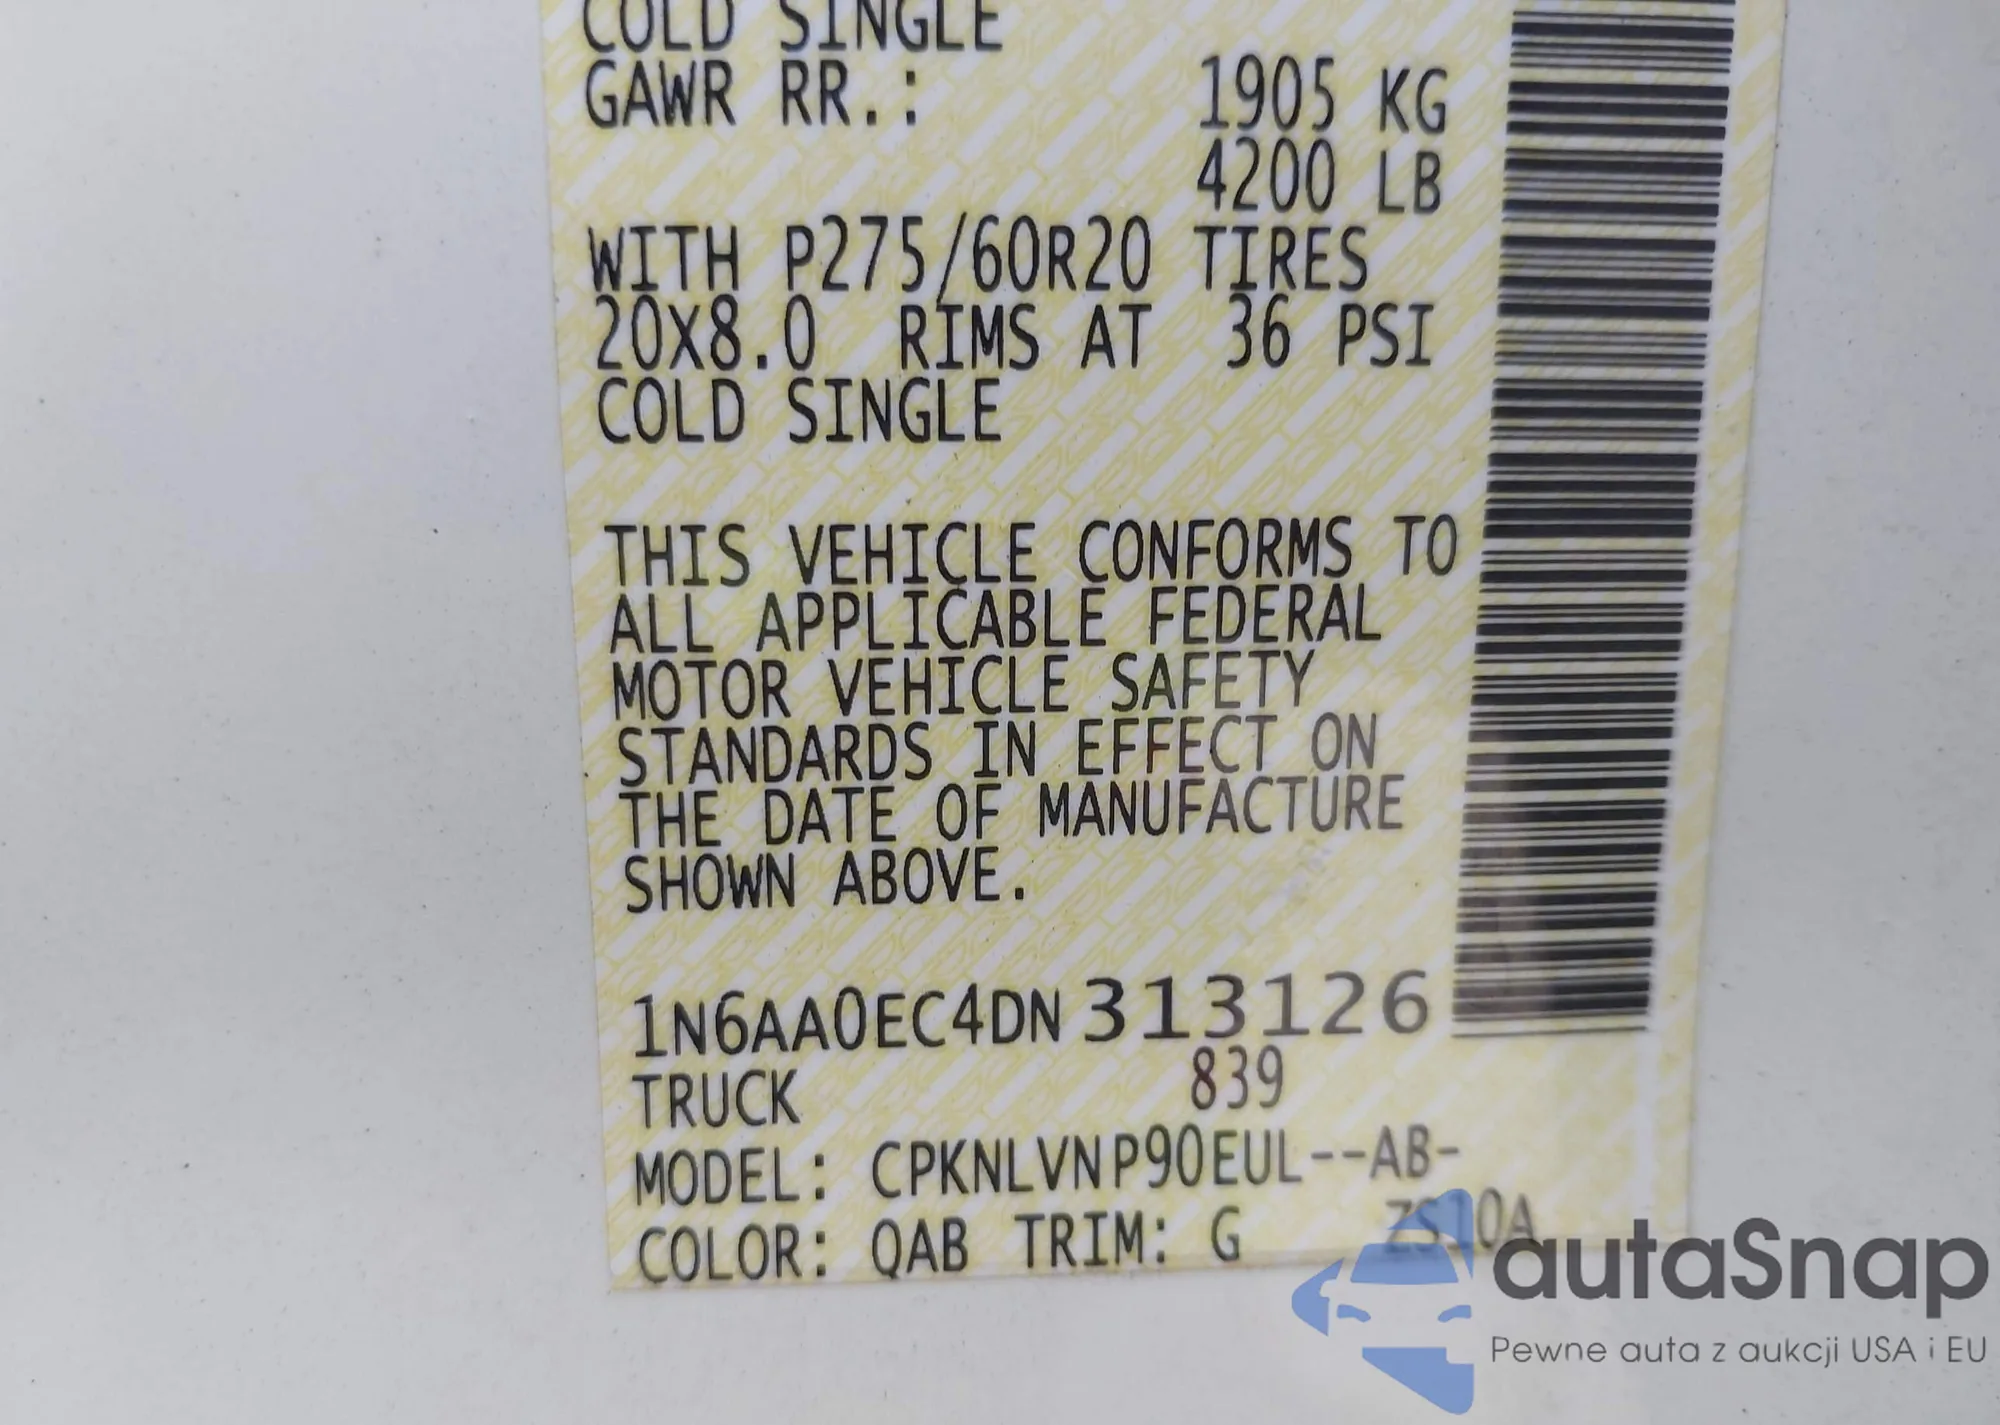 COLD SINGLE
GAWR RR.: 1905 KG
4200 LB
WITH P275/60R20 TIRES
20X8.0 RIMS AT 36 PSI
COLD SINGLE
THIS VEHICLE CONFORMS TO
ALL APPLICABLE FEDERAL
MOTOR VEHICLE SAFETY
STANDARDS IN EFFECT ON
THE DATE OF MANUFACTURE
SHOWN ABOVE.
1N6AA0EC4DN313126
TRUCK 839
MODEL: CPKNLVNP90EUL--AB-
COLOR: QAB TRIM: G ZS10A
autaSnap
Pewne auta z aukcji USA i EU